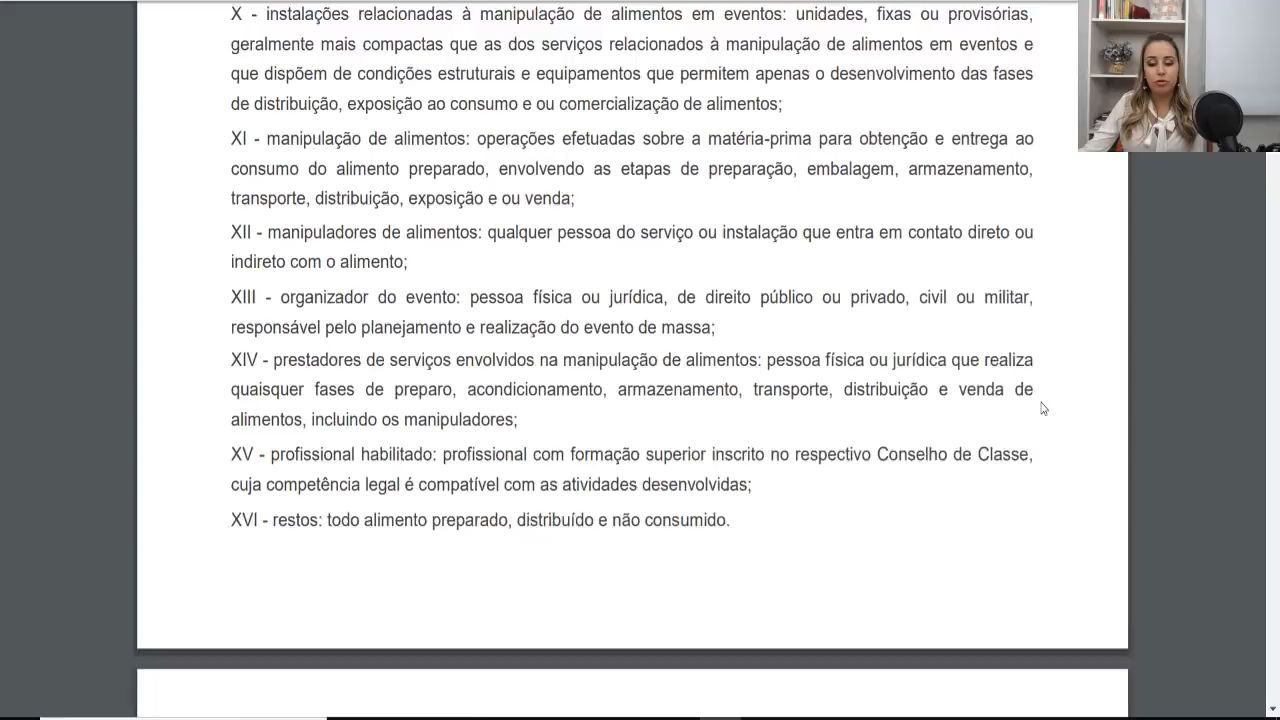 X - instalações relacionadas à manipulação de alimentos em eventos: unidades, fixas ou provisórias,
geralmente mais compactas que as dos serviços relacionados à manipulação de alimentos em eventos e
que dispõem de condições estruturais e equipamentos que permitem apenas o desenvolvimento das fases
de distribuição, exposição ao consumo e ou comercialização de alimentos;
XI - manipulação de alimentos: operações efetuadas sobre a matéria-prima para obtenção e entrega ao
consumo do alimento preparado, envolvendo as etapas de preparação, embalagem, armazenamento,
transporte, distribuição, exposição e ou venda;
XII - manipuladores de alimentos: qualquer pessoa do serviço ou instalação que entra em contato direto ou
indireto com o alimento;
XIII - organizador do evento: pessoa física ou jurídica, de direito público ou privado, civil ou militar,
responsável pelo planejamento e realização do evento de massa;
XIV - prestadores de serviços envolvidos na manipulação de alimentos: pessoa física ou jurídica que realiza
quaisquer fases de preparo, acondicionamento, armazenamento, transporte, distribuição e venda de
alimentos, incluindo os manipuladores;
XV - profissional habilitado: profissional com formação superior inscrito no respectivo Conselho de Classe,
cuja competência legal é compatível com as atividades desenvolvidas;
XVI - restos: todo alimento preparado, distribuído e não consumido.